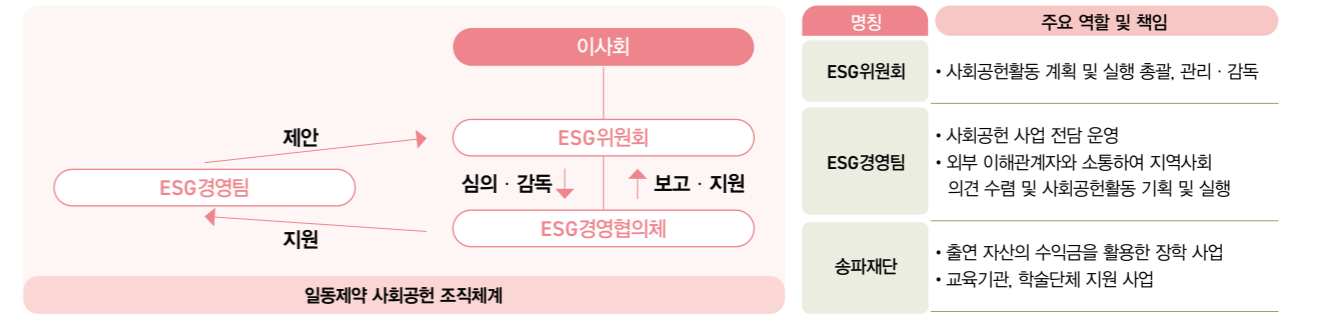 이사회
ESG위원회
제안
ESG경영팀
심의 · 감독
보고 · 지원
ESG경영협의체
지원
일동제약 사회공헌 조직체계
명칭
주요 역할 및 책임
ESG위원회
• 사회공헌활동 계획 및 실행 총괄, 관리 · 감독
ESG경영팀
• 사회공헌 사업 전담 운영
• 외부 이해관계자와 소통하여 지역사회
의견 수렴 및 사회공헌활동 기획 및 실행
송파재단
• 출연 자산의 수익금을 활용한 장학 사업
• 교육기관, 학술단체 지원 사업